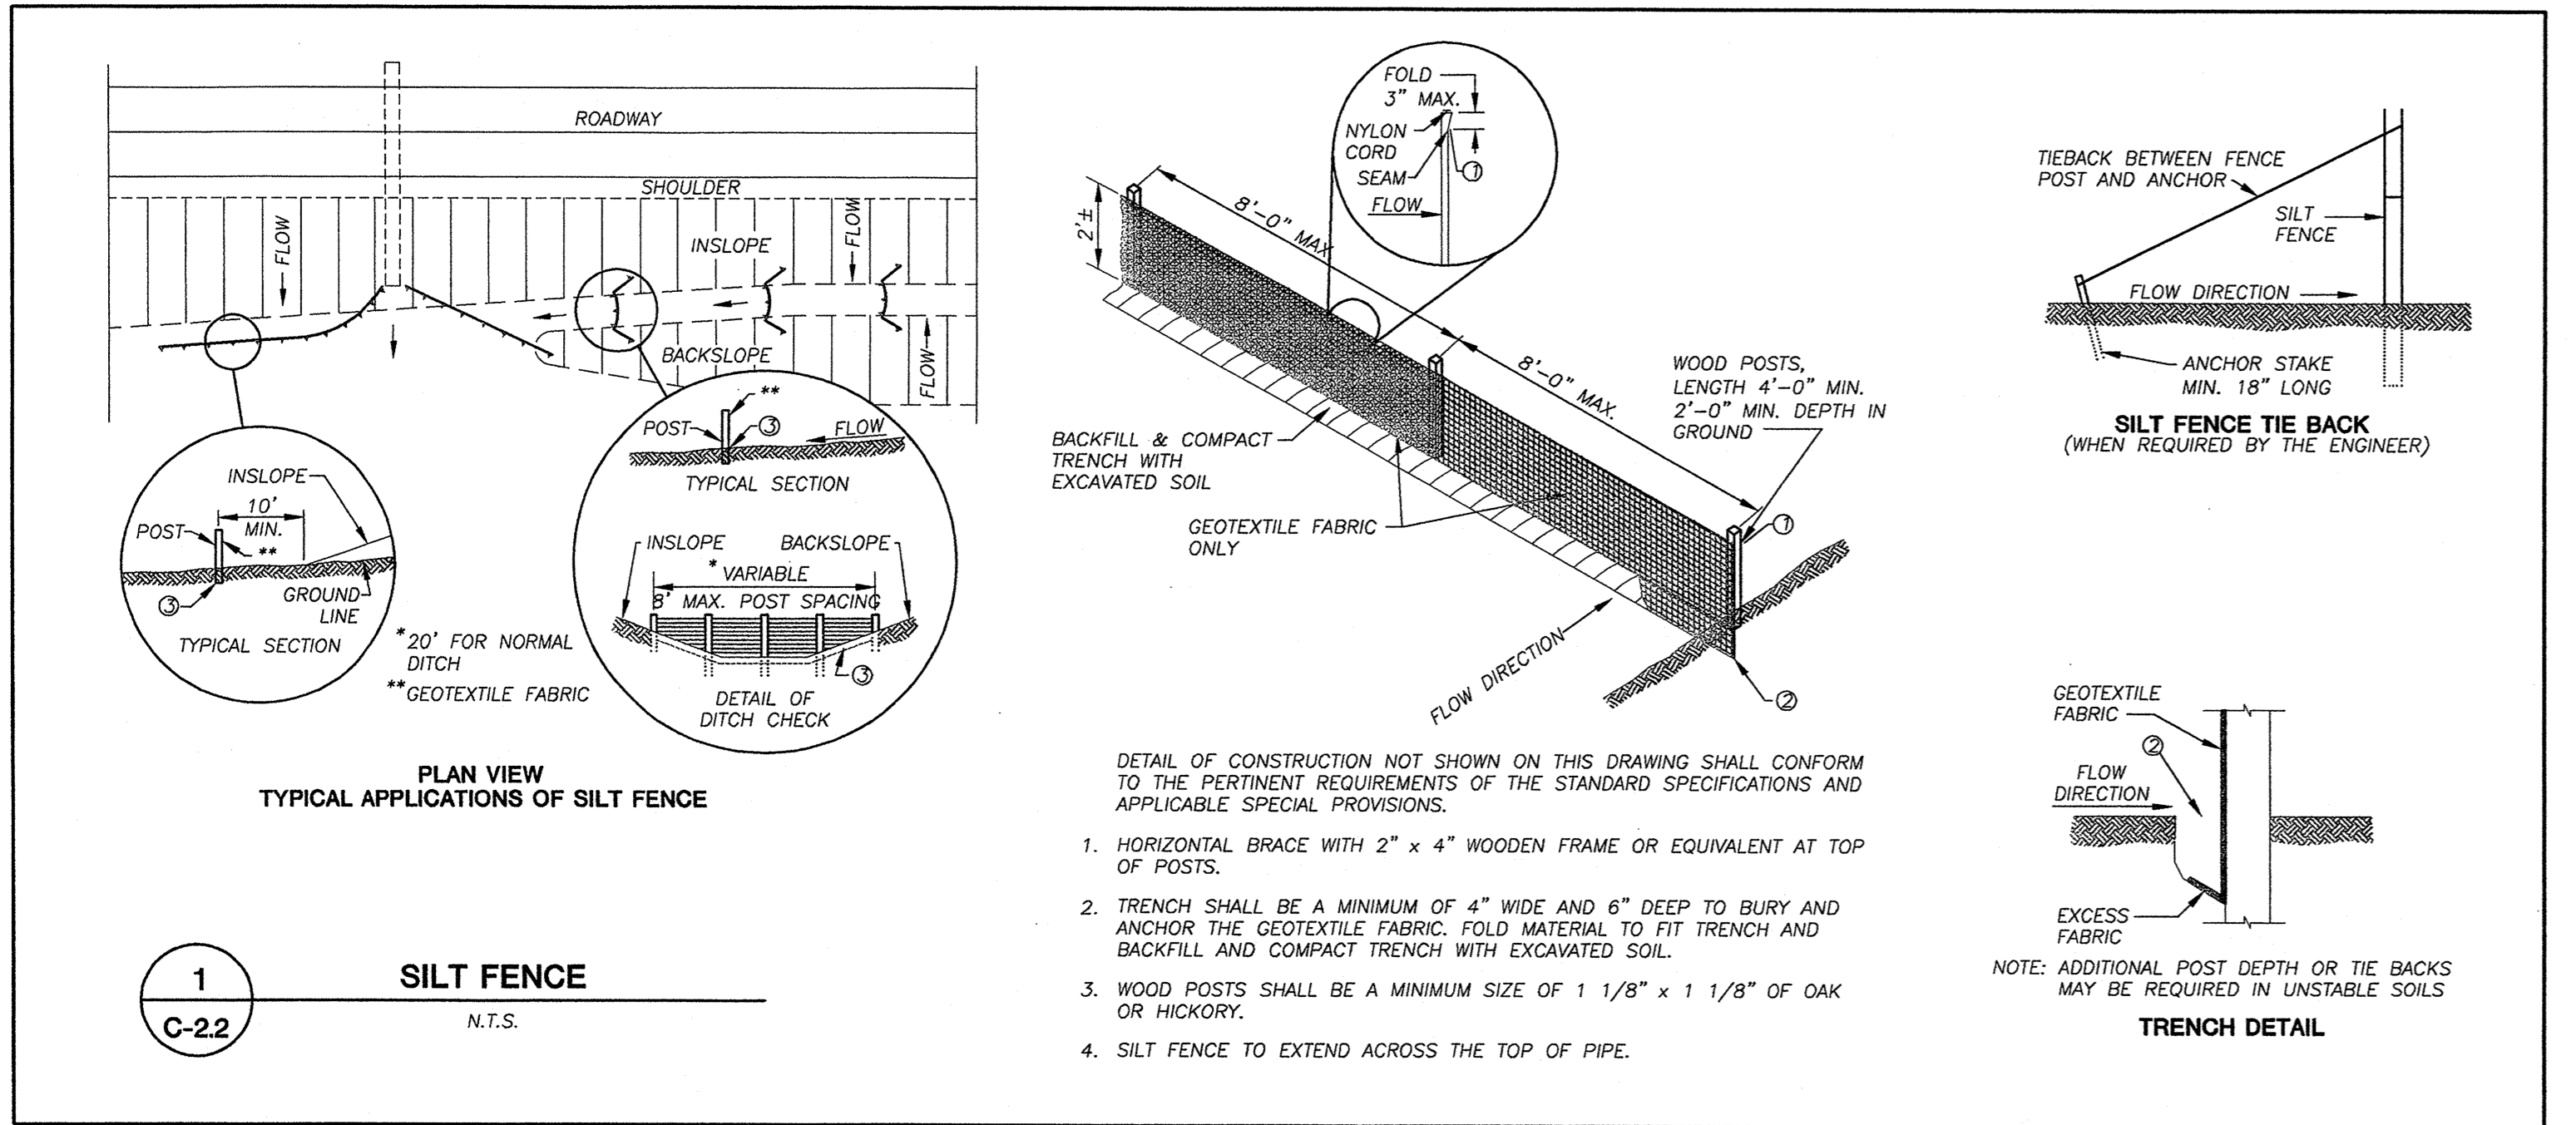 ROADWAY
SHOULDER
FLOW
INSLOPE
FLOW
BACKSLOPE
FLOW
INSLOPE
10'
MIN.
POST
**
③
GROUND
LINE
TYPICAL SECTION
**
POST
③
FLOW
TYPICAL SECTION
INSLOPE
BACKSLOPE
*
VARIABLE
8' MAX. POST SPACING
③
DETAIL OF
DITCH CHECK
*20' FOR NORMAL
DITCH
**GEOTEXTILE FABRIC
PLAN VIEW
TYPICAL APPLICATIONS OF SILT FENCE
1
C-2.2
SILT FENCE
N.T.S.
FOLD
3" MAX.
NYLON
CORD
SEAM
①
FLOW
2'±
8'-0" MAX
8'-0" MAX.
WOOD POSTS,
LENGTH 4'-0" MIN.
2'-0" MIN. DEPTH IN
GROUND
①
BACKFILL & COMPACT
TRENCH WITH
EXCAVATED SOIL
GEOTEXTILE FABRIC
ONLY
FLOW DIRECTION
②
DETAIL OF CONSTRUCTION NOT SHOWN ON THIS DRAWING SHALL CONFORM
TO THE PERTINENT REQUIREMENTS OF THE STANDARD SPECIFICATIONS AND
APPLICABLE SPECIAL PROVISIONS.
1. HORIZONTAL BRACE WITH 2" x 4" WOODEN FRAME OR EQUIVALENT AT TOP
OF POSTS.
2. TRENCH SHALL BE A MINIMUM OF 4" WIDE AND 6" DEEP TO BURY AND
ANCHOR THE GEOTEXTILE FABRIC. FOLD MATERIAL TO FIT TRENCH AND
BACKFILL AND COMPACT TRENCH WITH EXCAVATED SOIL.
3. WOOD POSTS SHALL BE A MINIMUM SIZE OF 1 1/8" x 1 1/8" OF OAK
OR HICKORY.
4. SILT FENCE TO EXTEND ACROSS THE TOP OF PIPE.
TIEBACK BETWEEN FENCE
POST AND ANCHOR
SILT
FENCE
FLOW DIRECTION
ANCHOR STAKE
MIN. 18" LONG
SILT FENCE TIE BACK
(WHEN REQUIRED BY THE ENGINEER)
GEOTEXTILE
FABRIC
②
FLOW
DIRECTION
EXCESS
FABRIC
NOTE: ADDITIONAL POST DEPTH OR TIE BACKS
MAY BE REQUIRED IN UNSTABLE SOILS
TRENCH DETAIL